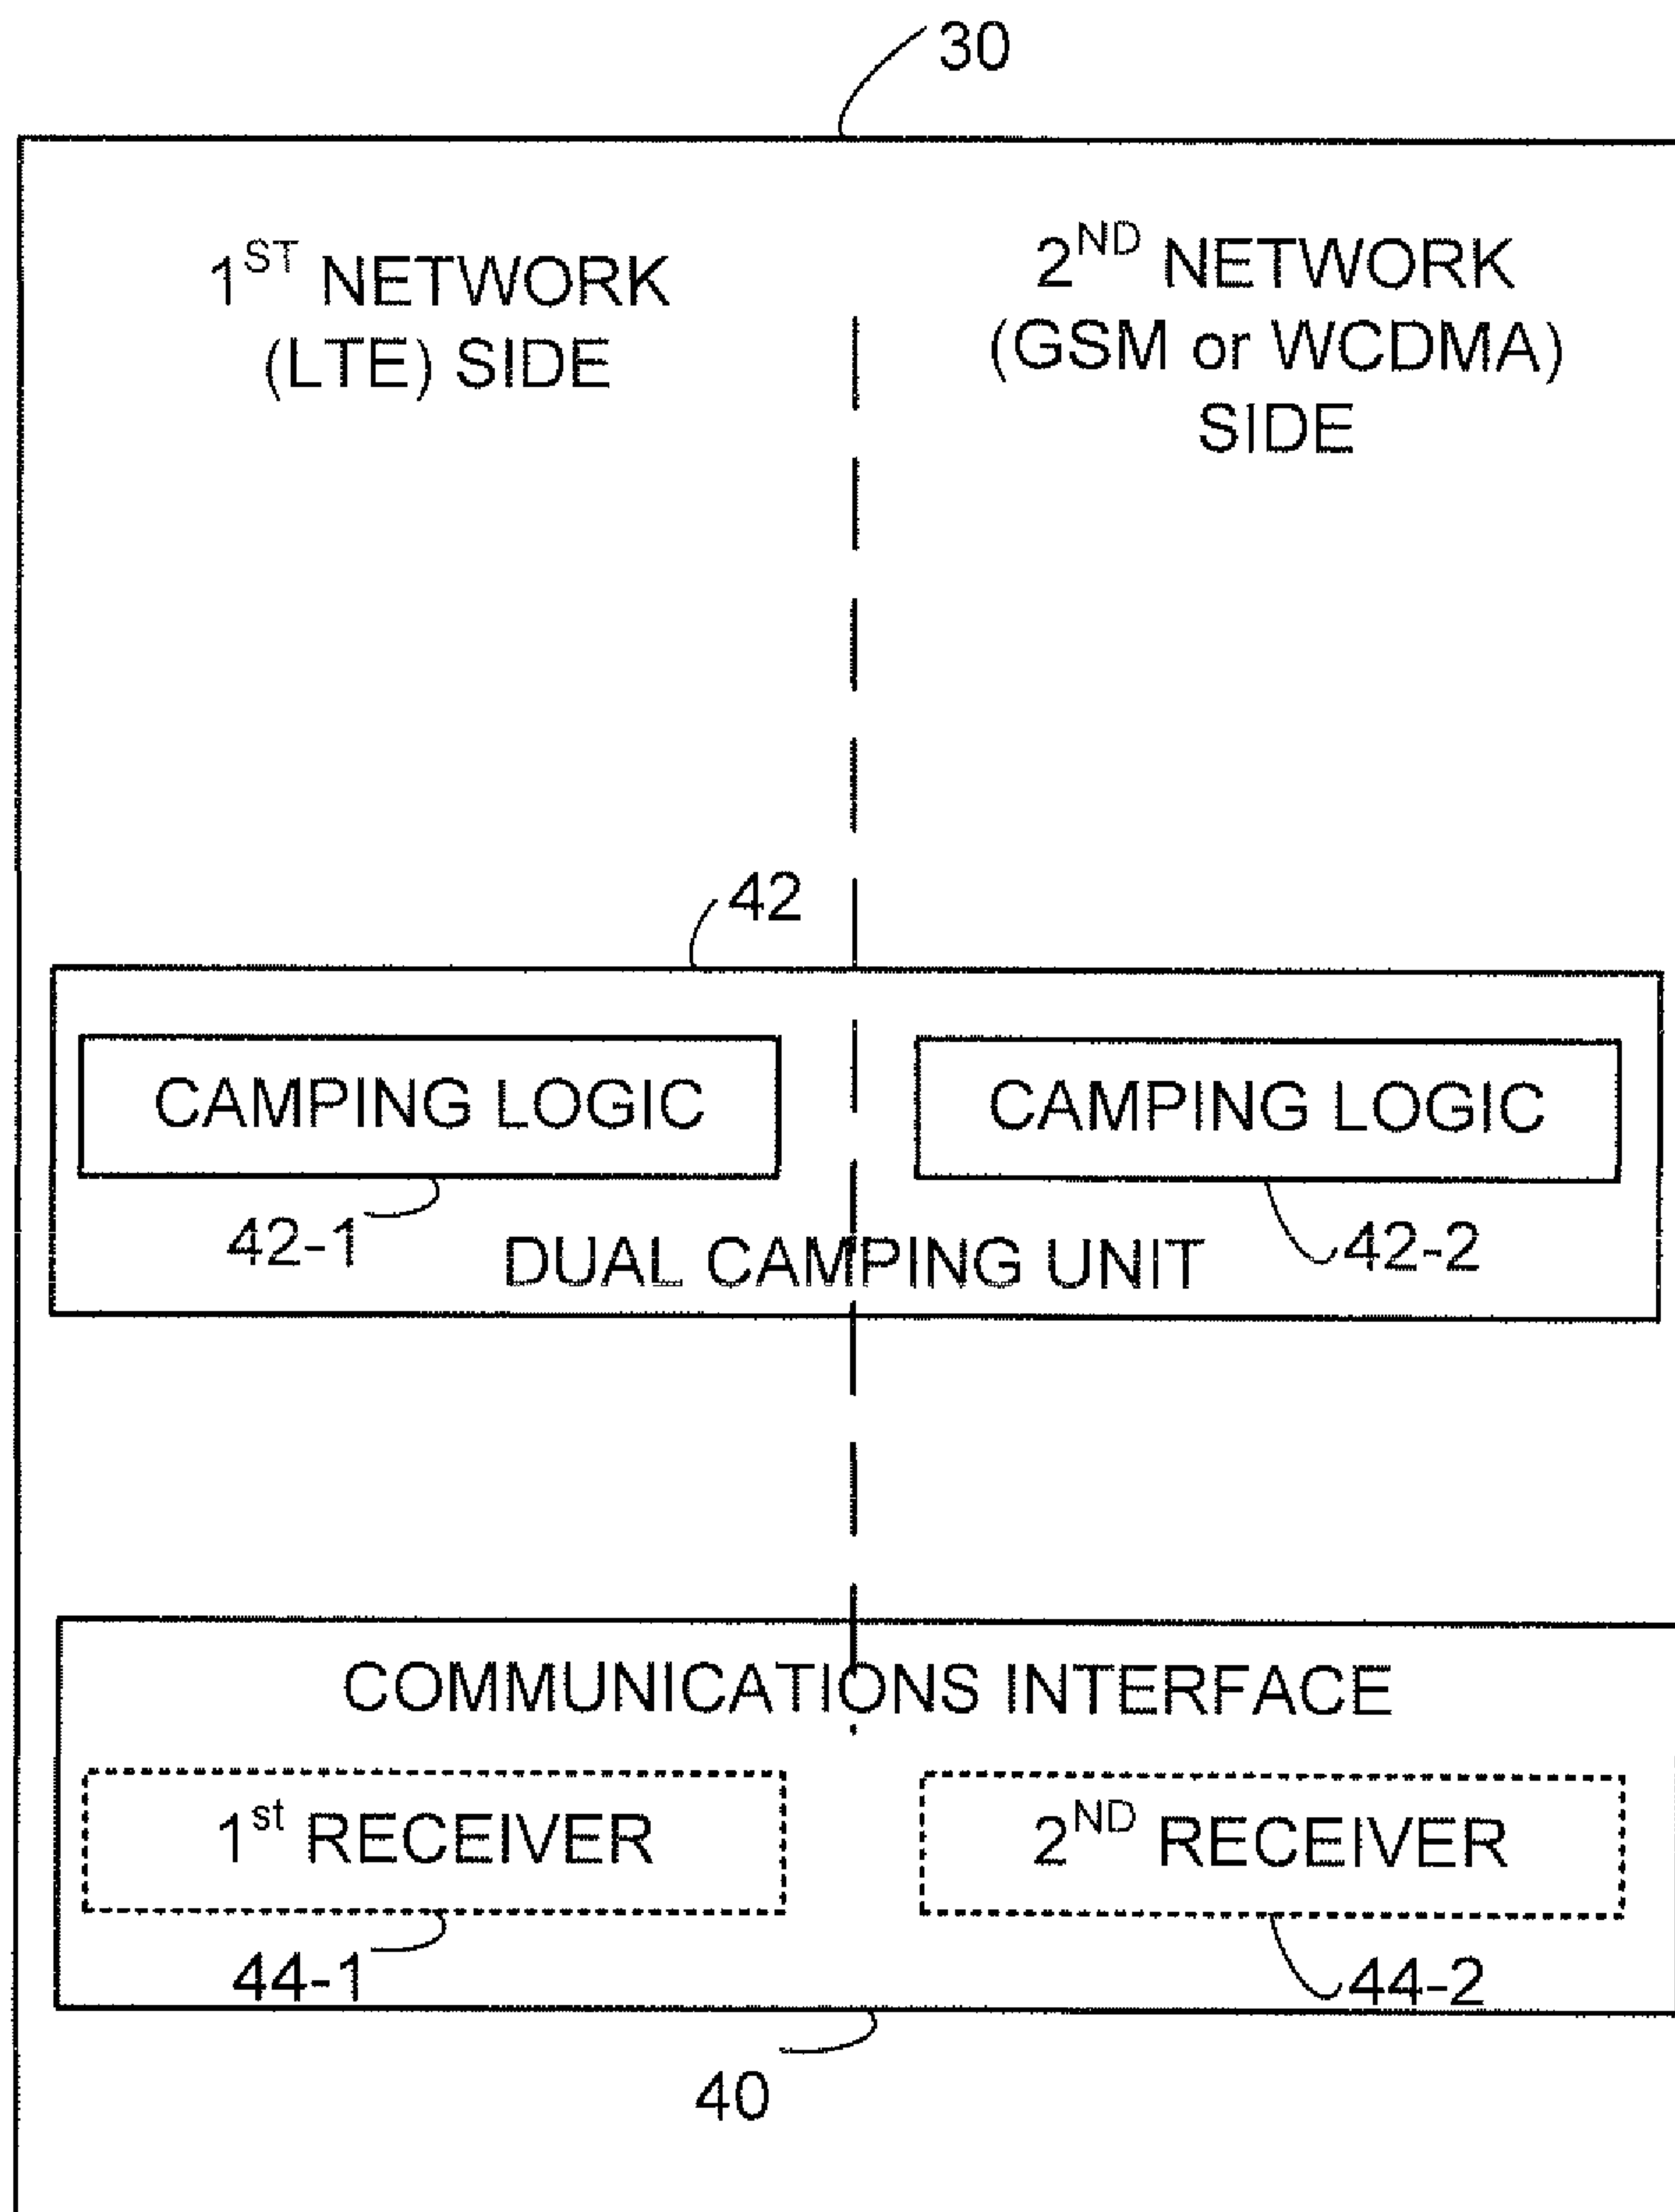 30
1ST NETWORK
(LTE) SIDE
2ND NETWORK
(GSM or WCDMA)
SIDE
42
CAMPING LOGIC
CAMPING LOGIC
42-1
42-2
DUAL CAMPING UNIT
COMMUNICATIONS INTERFACE
1st RECEIVER
2ND RECEIVER
44-1
44-2
40